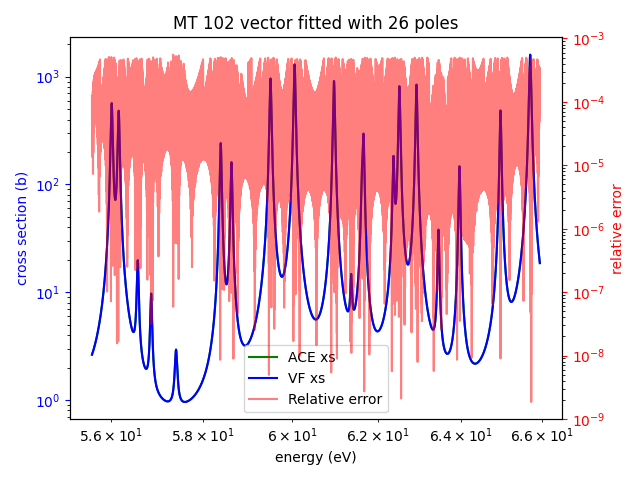 MT 102 vector fitted with 26 poles
cross section (b)
10³
10²
10¹
10⁰
10⁻³
10⁻⁴
10⁻⁵
10⁻⁶
10⁻⁷
10⁻⁸
10⁻⁹
relative error
ACE xs
VF xs
Relative error
5.6 × 10¹ 5.8 × 10¹ 6 × 10¹ 6.2 × 10¹ 6.4 × 10¹ 6.6 × 10¹
energy (eV)